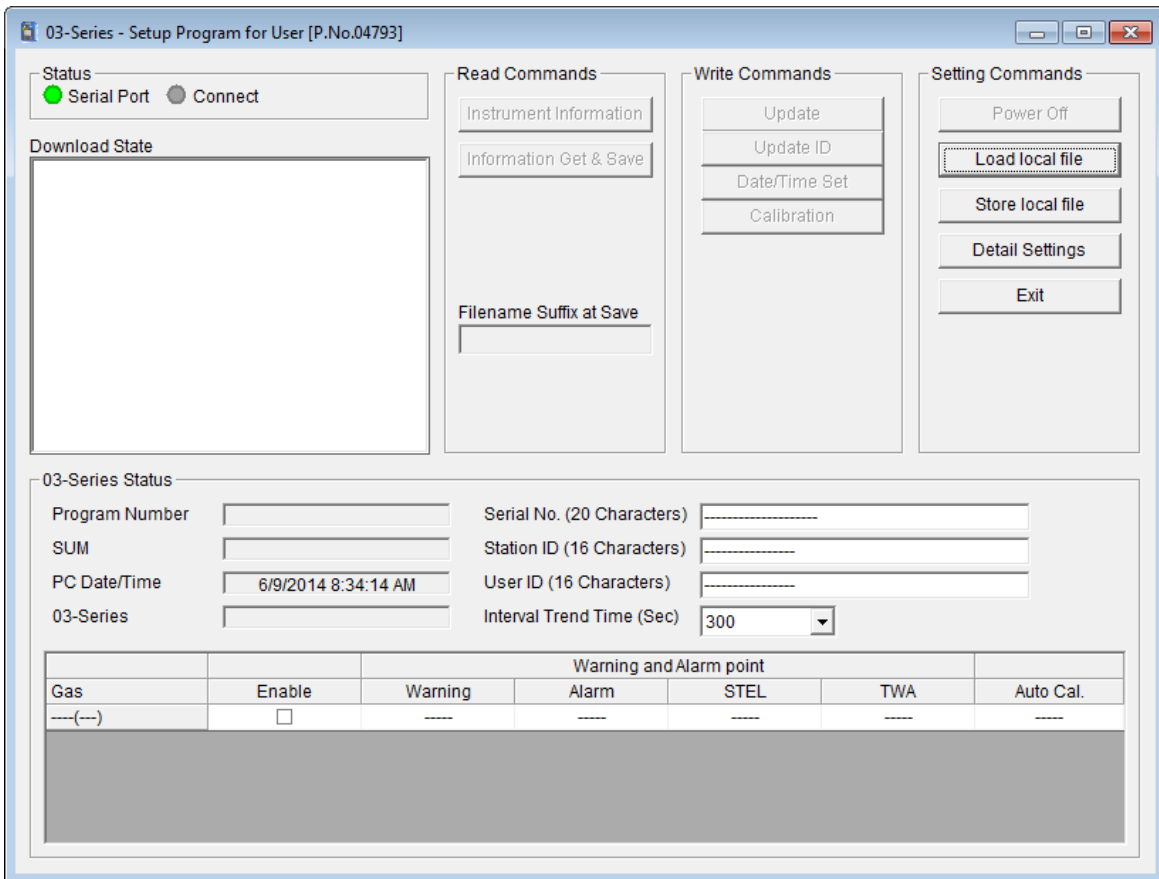 03-Series - Setup Program for User [P.No.04793]
Status
Serial Port Connect
Download State
Read Commands
Instrument Information
Information Get & Save
Filename Suffix at Save
Write Commands
Update
Update ID
Date/Time Set
Calibration
Setting Commands
Power Off
Load local file
Store local file
Detail Settings
Exit
03-Series Status
Program Number
SUM
PC Date/Time 6/9/2014 8:34:14 AM
03-Series
Serial No. (20 Characters) --------------------
Station ID (16 Characters) ----------------
User ID (16 Characters) ----------------
Interval Trend Time (Sec) 300
Warning and Alarm point
Gas Enable Warning Alarm STEL TWA Auto Cal.
----(---) ----- ----- ----- ----- -----